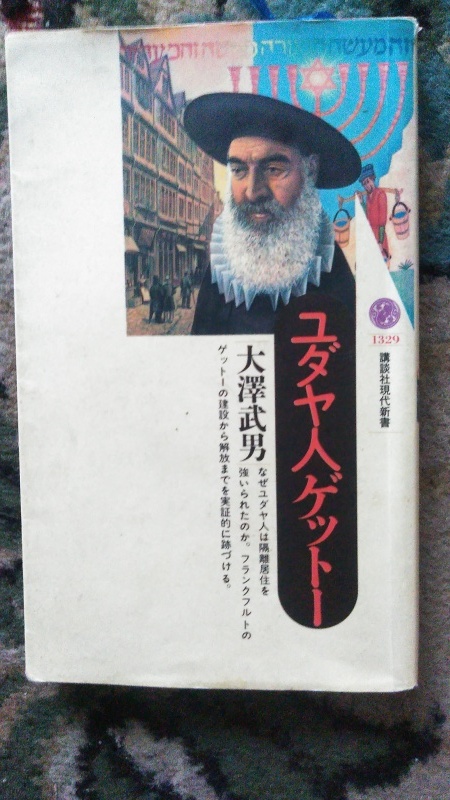 ユダヤ人ゲットー
大澤武男
なぜユダヤ人は隔離居住を
強いられたのか。フランクフルトの
ゲットーの建設から解放までを実証的に跡づける。
1329
講談社現代新書